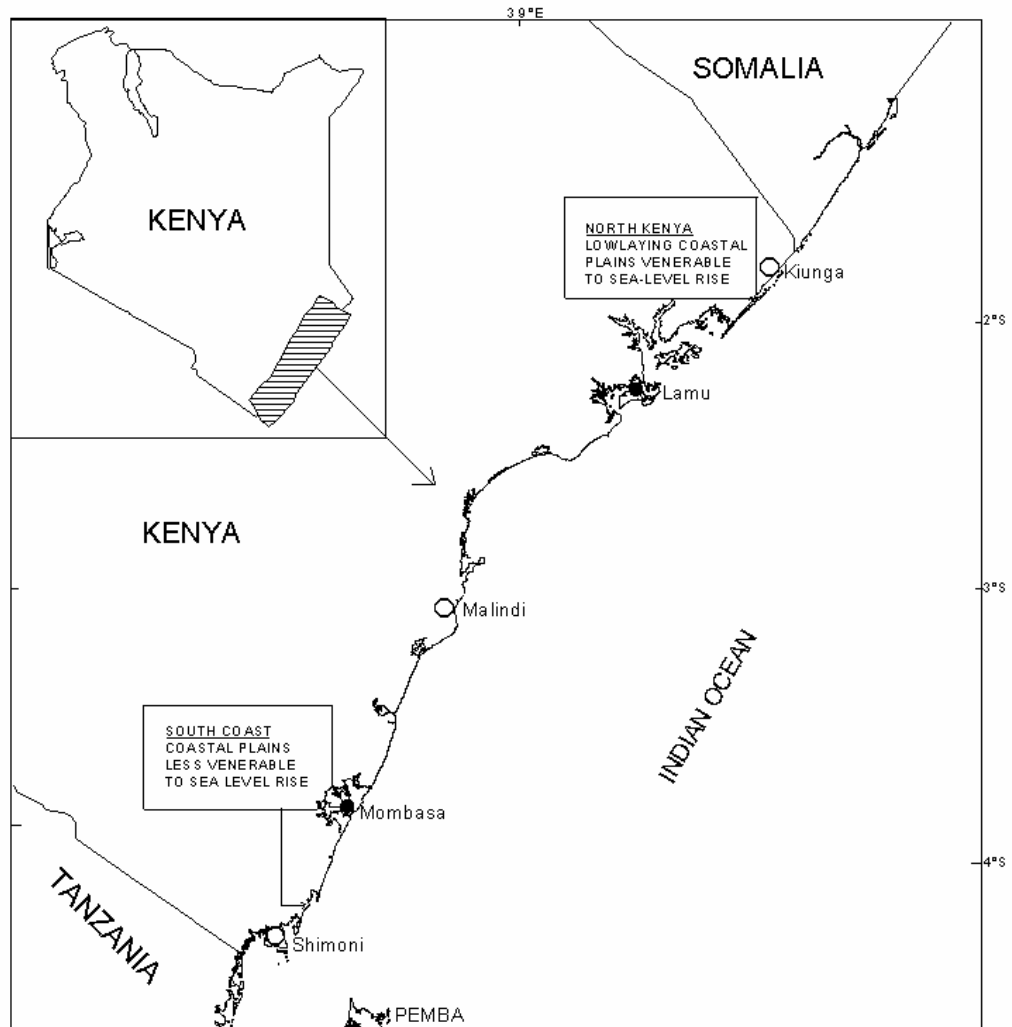 39°E
SOMALIA
KENYA
NORTH KENYA
LOWLAYING COASTAL
PLAINS VENERABLE
TO SEA-LEVEL RISE
Kiunga
2°S
Lamu
KENYA
3°S
Malindi
INDIAN OCEAN
SOUTH COAST
COASTAL PLAINS
LESS VENERABLE
TO SEA LEVEL RISE
Mombasa
4°S
TANZANIA
Shimoni
PEMBA